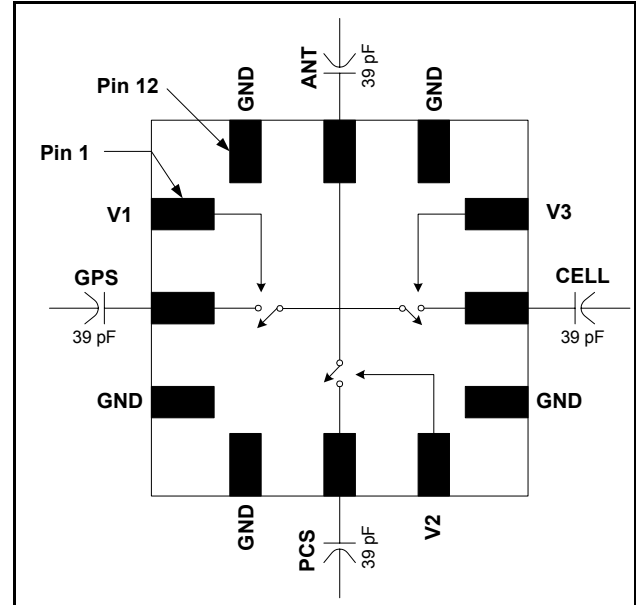 ANT
39 pF
Pin 12
GND
GND
Pin 1
V1
V3
GPS
39 pF
CELL
39 pF
GND
GND
GND
PCS
39 pF
V2